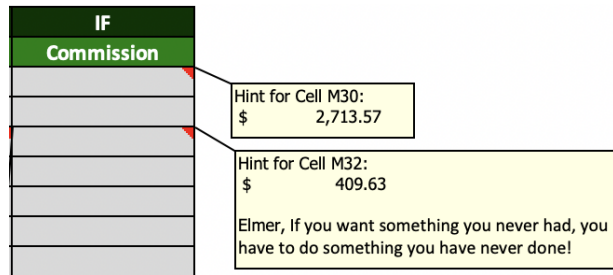 IF
Commission
Hint for Cell M30:
$ 2,713.57
Hint for Cell M32:
$ 409.63
Elmer, If you want something you never had, you
have to do something you have never done!